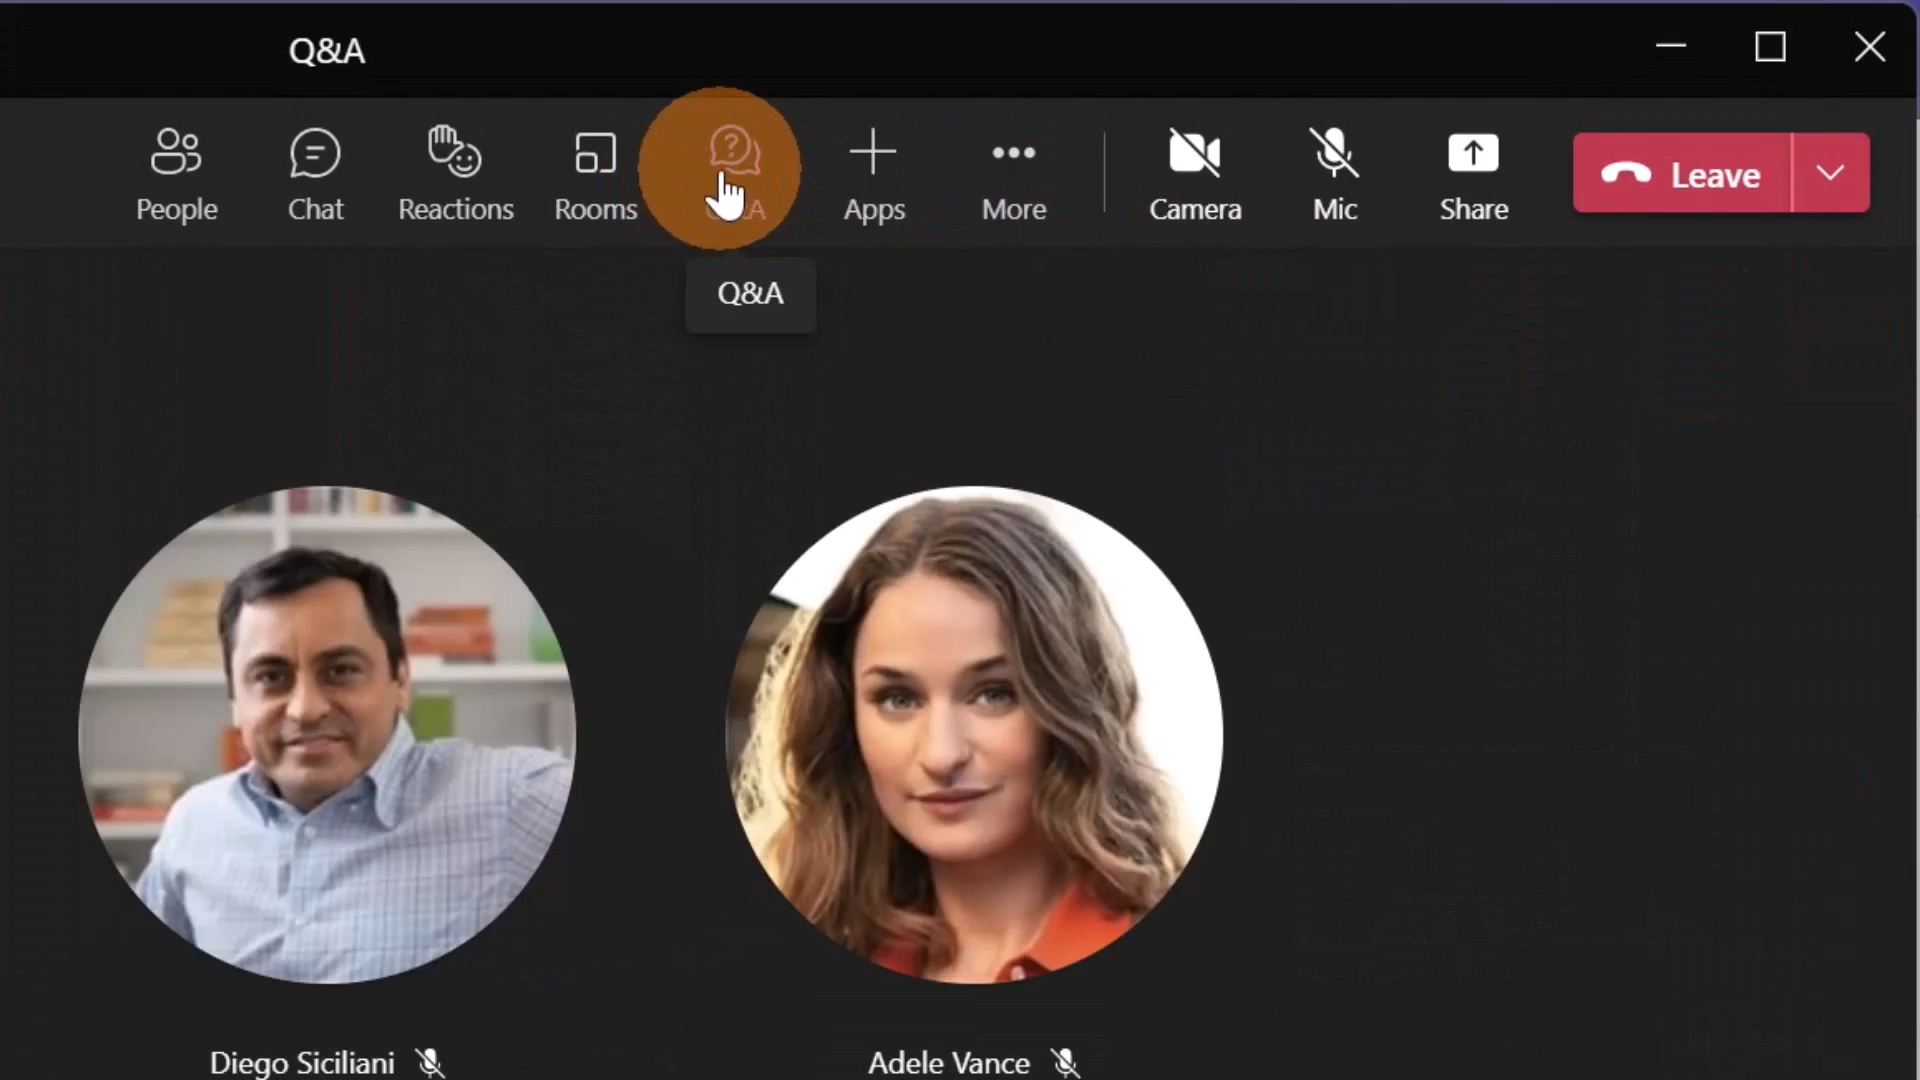 Q&A
People Chat Reactions Rooms Q&A Apps More Camera Mic Share Leave
Q&A
Diego Siciliani Adele Vance